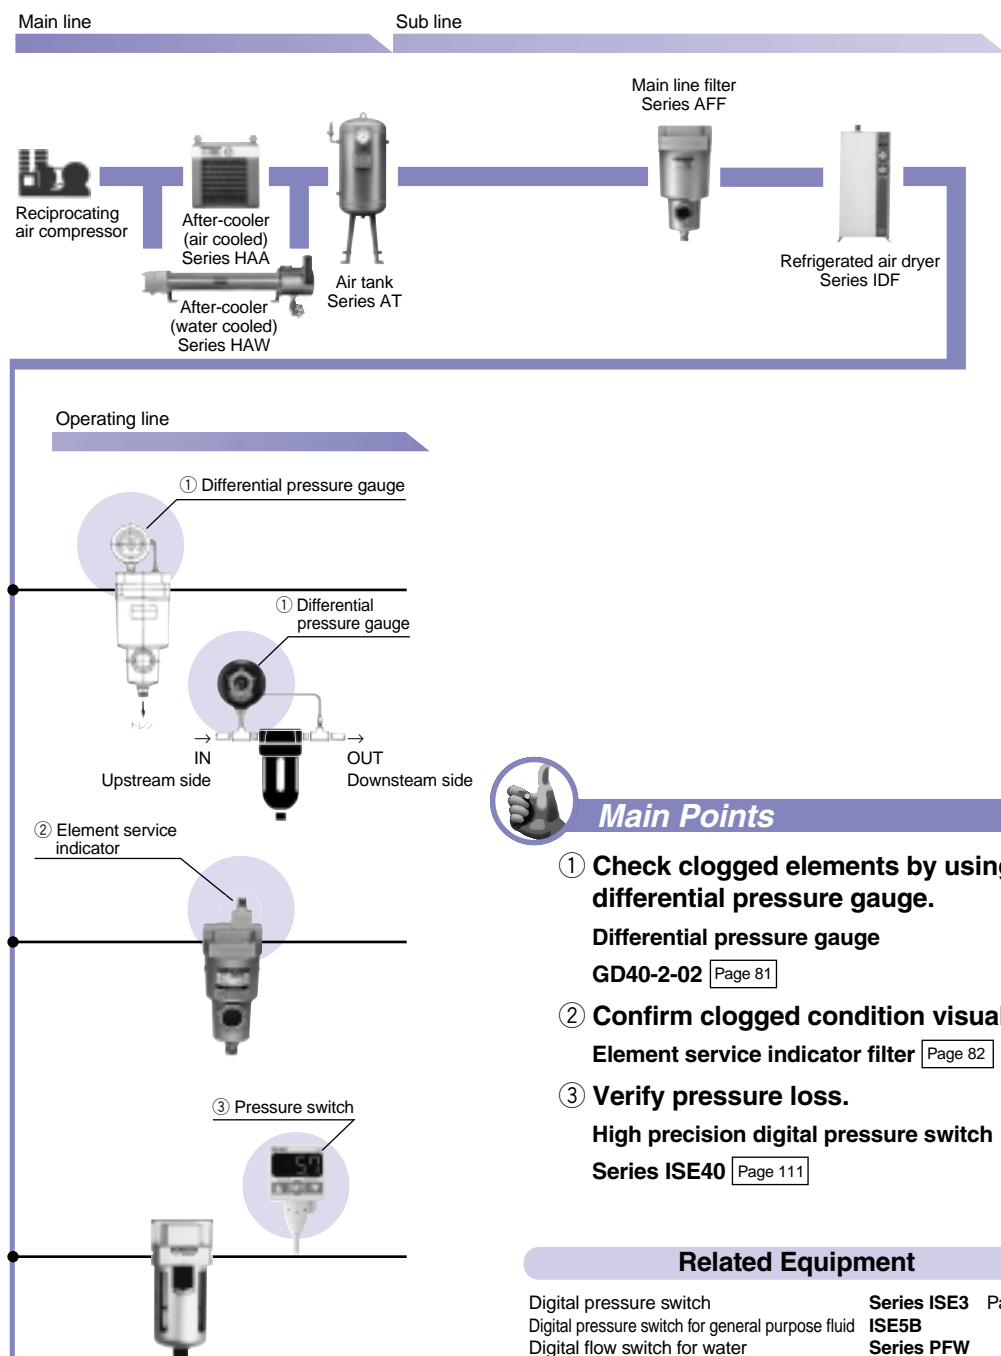 Main line
Sub line
Main line filter
Series AFF
Reciprocating
air compressor
After-cooler
(air cooled)
Series HAA
After-cooler
(water cooled)
Series HAW
Air tank
Series AT
Refrigerated air dryer
Series IDF
Operating line
① Differential pressure gauge
① Differential
pressure gauge
ドレン
IN
Upstream side
OUT
Downsteam side
② Element service
indicator
③ Pressure switch
57
Main Points
① Check clogged elements by using
differential pressure gauge.
Differential pressure gauge
GD40-2-02 Page 81
② Confirm clogged condition visual
Element service indicator filter Page 82
③ Verify pressure loss.
High precision digital pressure switch
Series ISE40 Page 111
Related Equipment
Digital pressure switch Series ISE3 Pa
Digital pressure switch for general purpose fluid ISE5B
Digital flow switch for water Series PFW